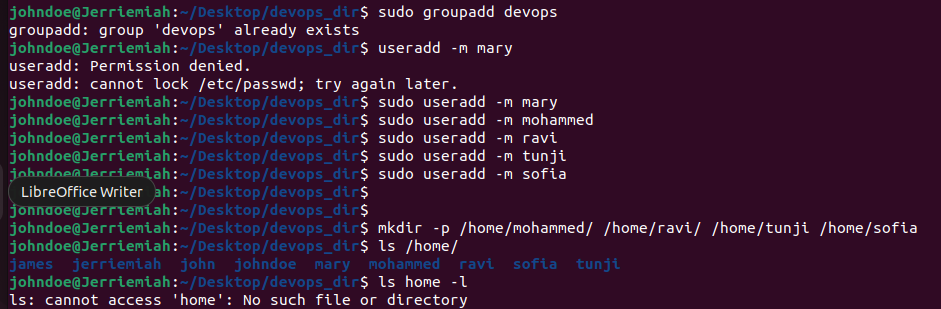 johndoe@Jerriemiah:~/Desktop/devops_dir$ sudo groupadd devops
groupadd: group 'devops' already exists
johndoe@Jerriemiah:~/Desktop/devops_dir$ useradd -m mary
useradd: Permission denied.
useradd: cannot lock /etc/passwd; try again later.
johndoe@Jerriemiah:~/Desktop/devops_dir$ sudo useradd -m mary
johndoe@Jerriemiah:~/Desktop/devops_dir$ sudo useradd -m mohammed
johndoe@Jerriemiah:~/Desktop/devops_dir$ sudo useradd -m ravi
johndoe@Jerriemiah:~/Desktop/devops_dir$ sudo useradd -m tunji
johndoe@Jerriemiah:~/Desktop/devops_dir$ sudo useradd -m sofia
LibreOffice Writer miah:~/Desktop/devops_dir$
johndoe@Jerriemiah:~/Desktop/devops_dir$
johndoe@Jerriemiah:~/Desktop/devops_dir$ mkdir -p /home/mohammed/ /home/ravi/ /home/tunji /home/sofia
johndoe@Jerriemiah:~/Desktop/devops_dir$ ls /home/
james jerriemiah john johndoe mary mohammed ravi sofia tunji
johndoe@Jerriemiah:~/Desktop/devops_dir$ ls home -l
ls: cannot access 'home': No such file or directory